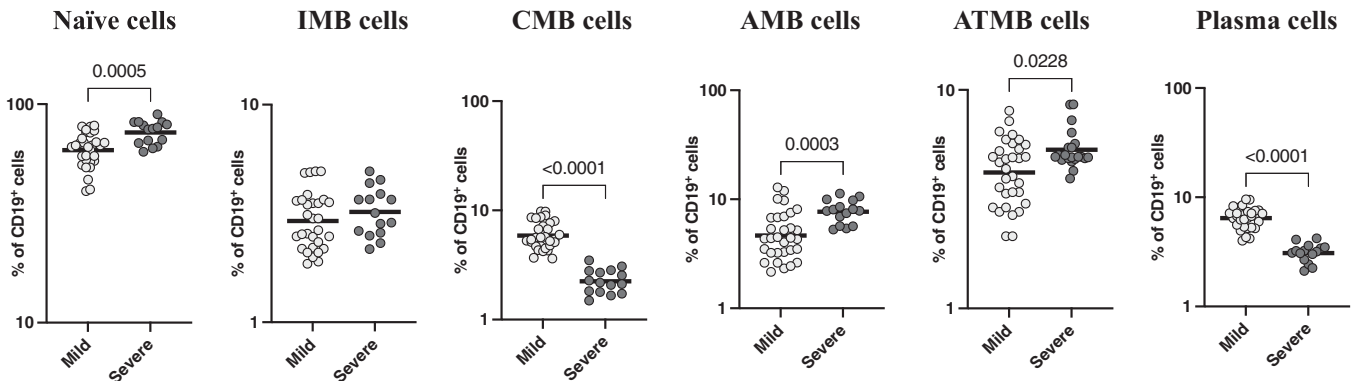 Naïve cells
0.0005
100
10
% of CD19+ cells
Mild
Severe
IMB cells
10
1
% of CD19+ cells
Mild
Severe
CMB cells
<0.0001
100
10
1
% of CD19+ cells
Mild
Severe
AMB cells
0.0003
100
10
1
% of CD19+ cells
Mild
Severe
ATMB cells
0.0228
10
1
% of CD19+ cells
Mild
Severe
Plasma cells
<0.0001
100
10
1
% of CD19+ cells
Mild
Severe